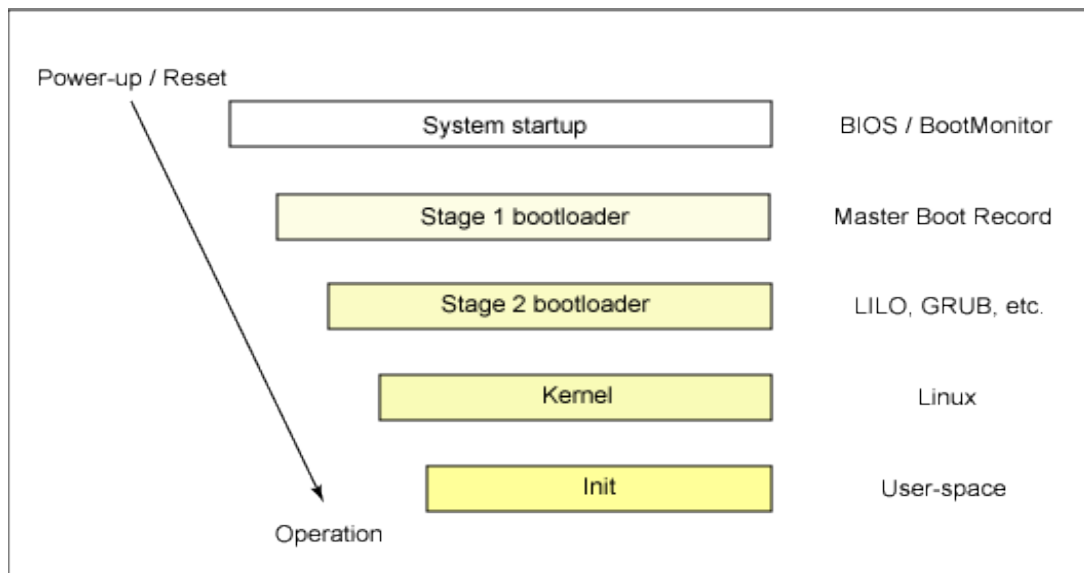 Power-up / Reset
System startup
BIOS / BootMonitor
Stage 1 bootloader
Master Boot Record
Stage 2 bootloader
LILO, GRUB, etc.
Kernel
Linux
Init
User-space
Operation